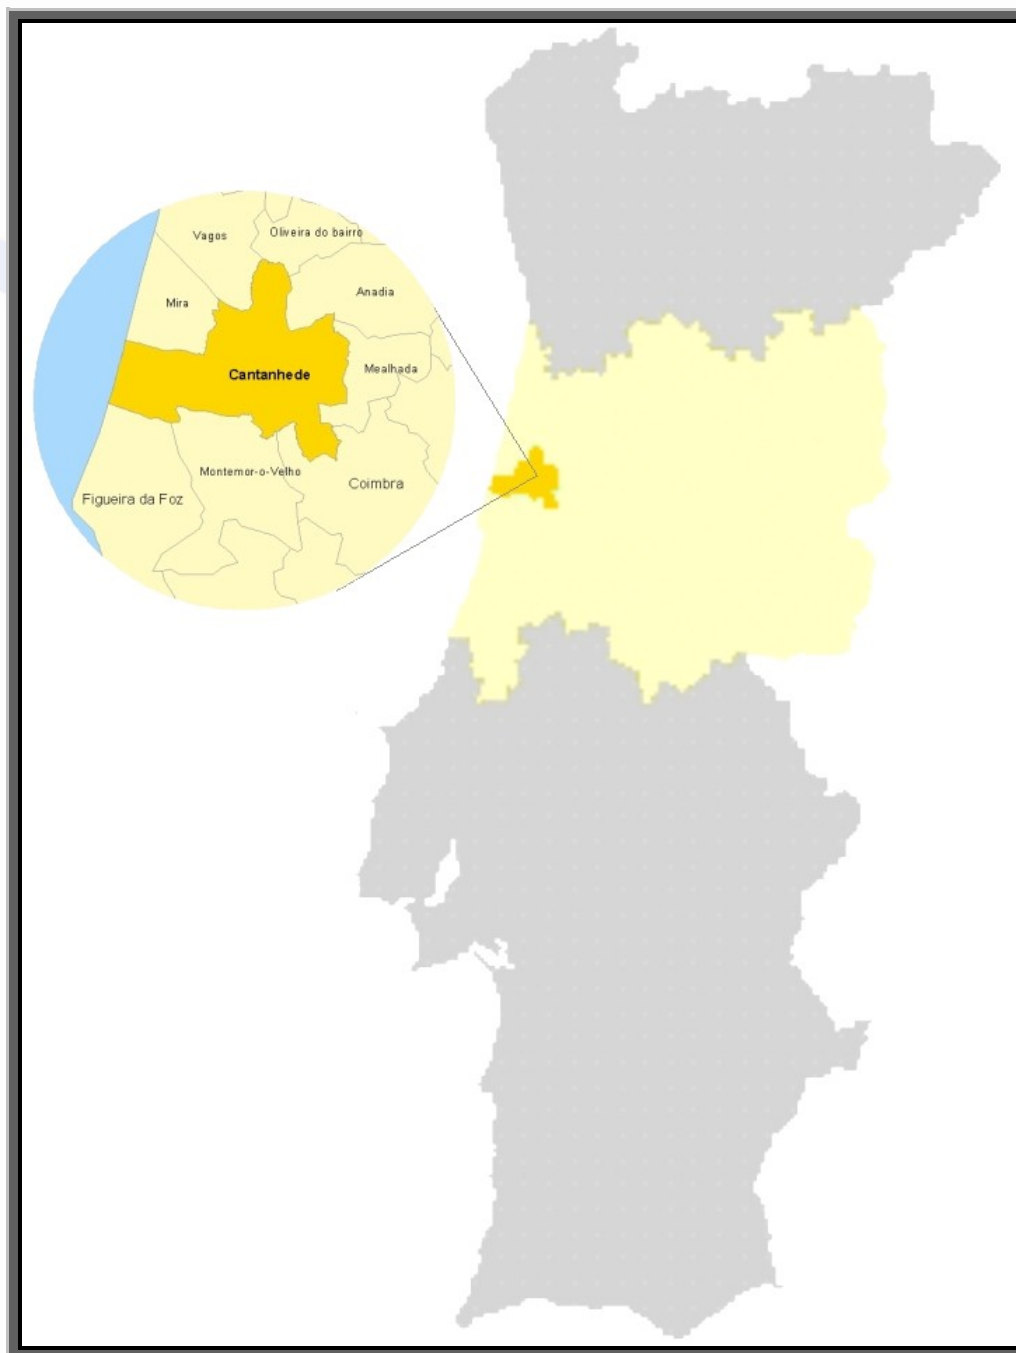 Vagos
Oliveira do bairro
Mira
Anadia
Cantanhede
Mealhada
Montemor-o-Velho
Figueira da Foz
Coimbra